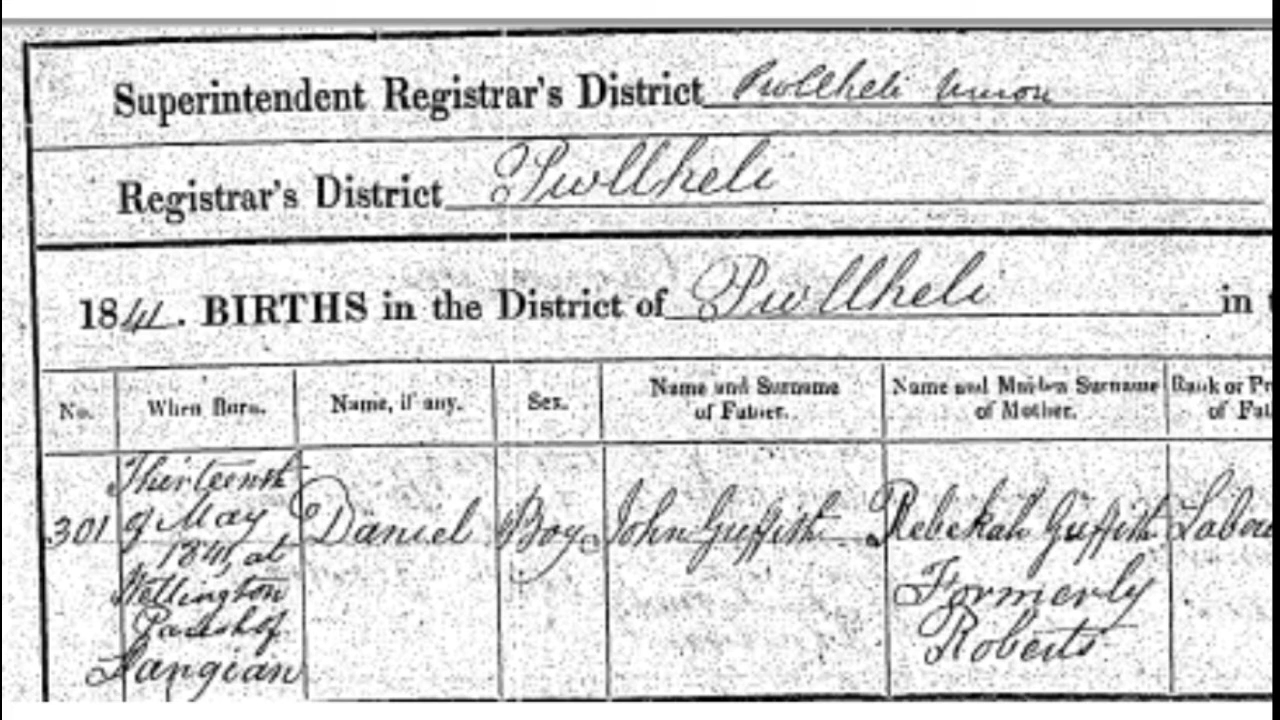 Superintendent Registrar's District Pwllheli Union
Registrar's District Pwllheli
1841. BIRTHS in the District of Pwllheli in
No. When Born. Name, if any. Sex. Name and Surname of Father. Name and Maiden Surname of Mother. Rank or
301 Thirteenth of May 1841, at Wellington Parish of Llangian Daniel Boy John Griffith Rebekah Griffith Formerly Roberts